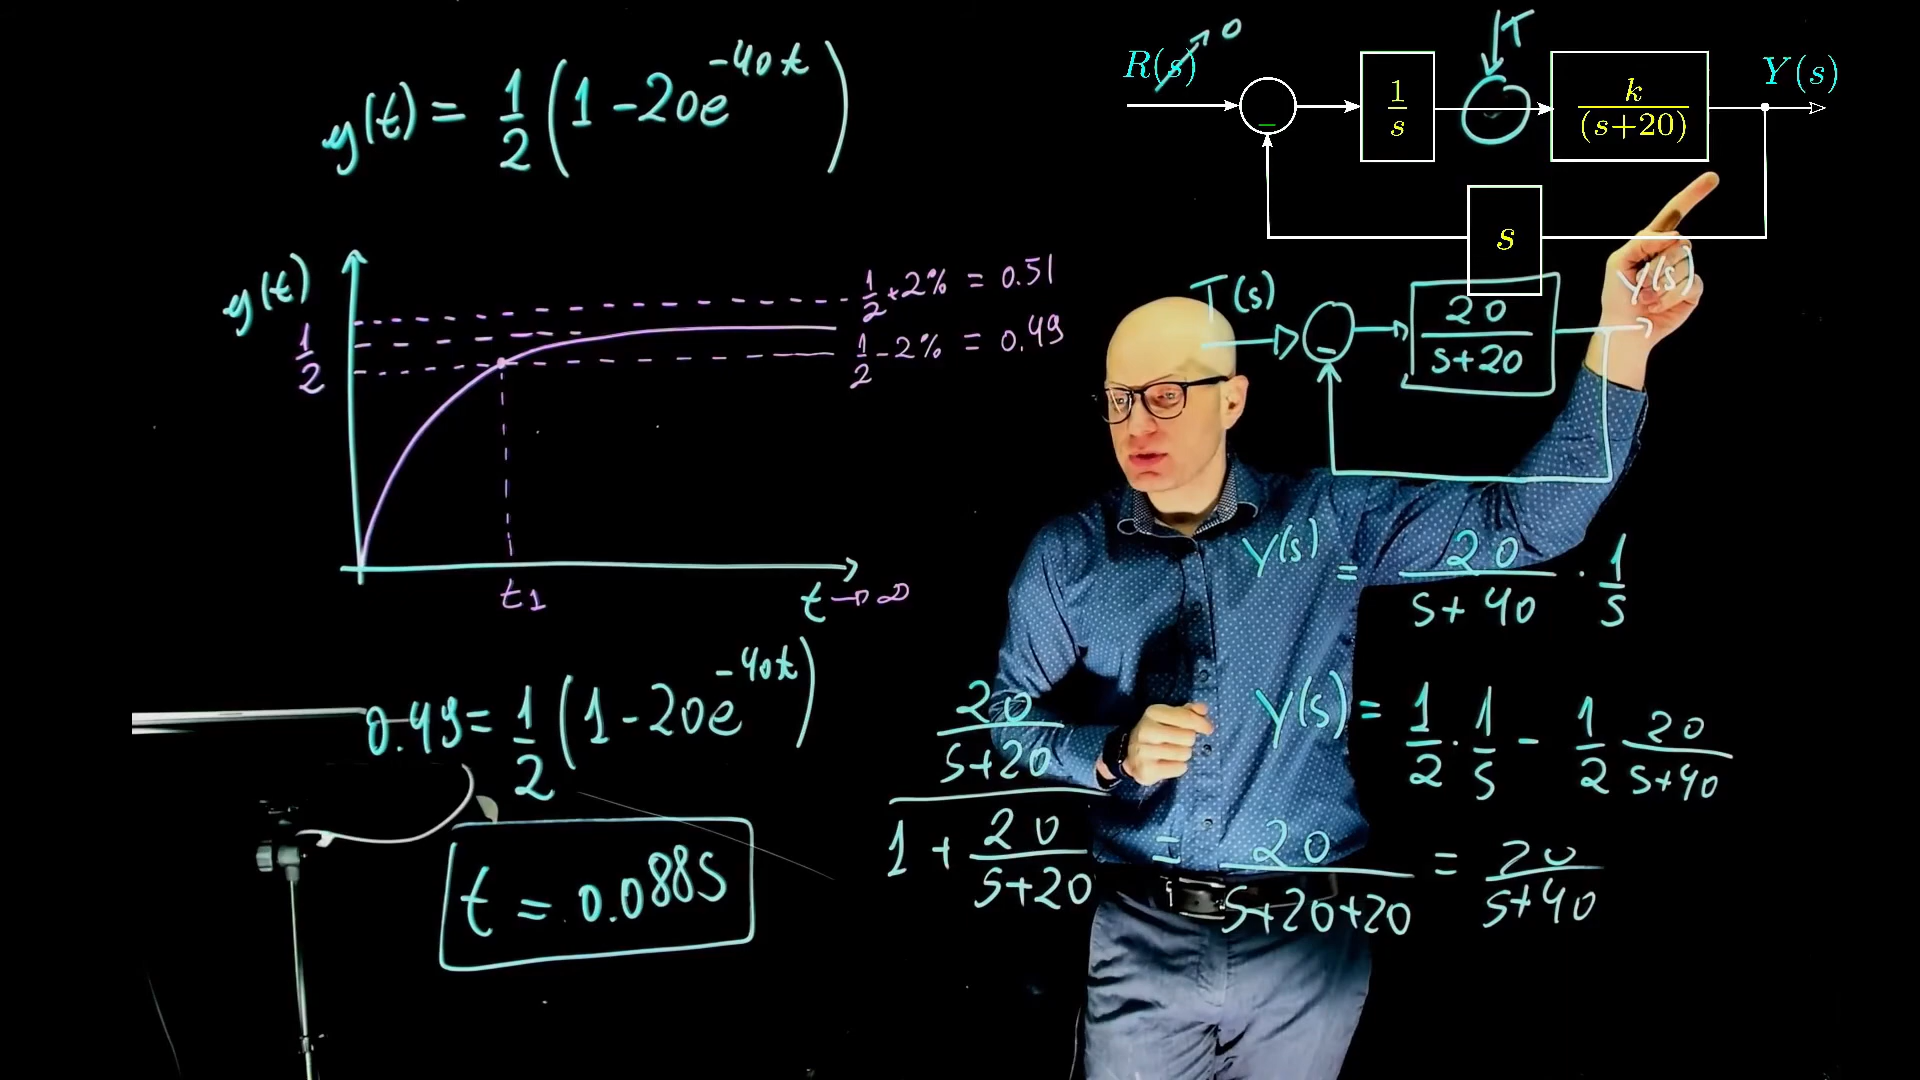 y(t) = 1/2 (1 - 20e^{-40t})
R(s) → 0
T
1/s
k/(s+20)
Y(s)
-
s
y(t)
1/2
1/2 + 2% = 0.51
1/2 - 2% = 0.49
t1
t → ∞
T(s)
-
20/(s+20)
Y(s)
Y(s) = 20/(s+40) · 1/s
0.49 = 1/2 (1 - 20e^{-40t})
Y(s) = 1/2 · 1/s - 1/2 20/(s+40)
t = 0.088s
(20/(s+20))/(1 + 20/(s+20)) = 20/(s+20+20) = 20/(s+40)